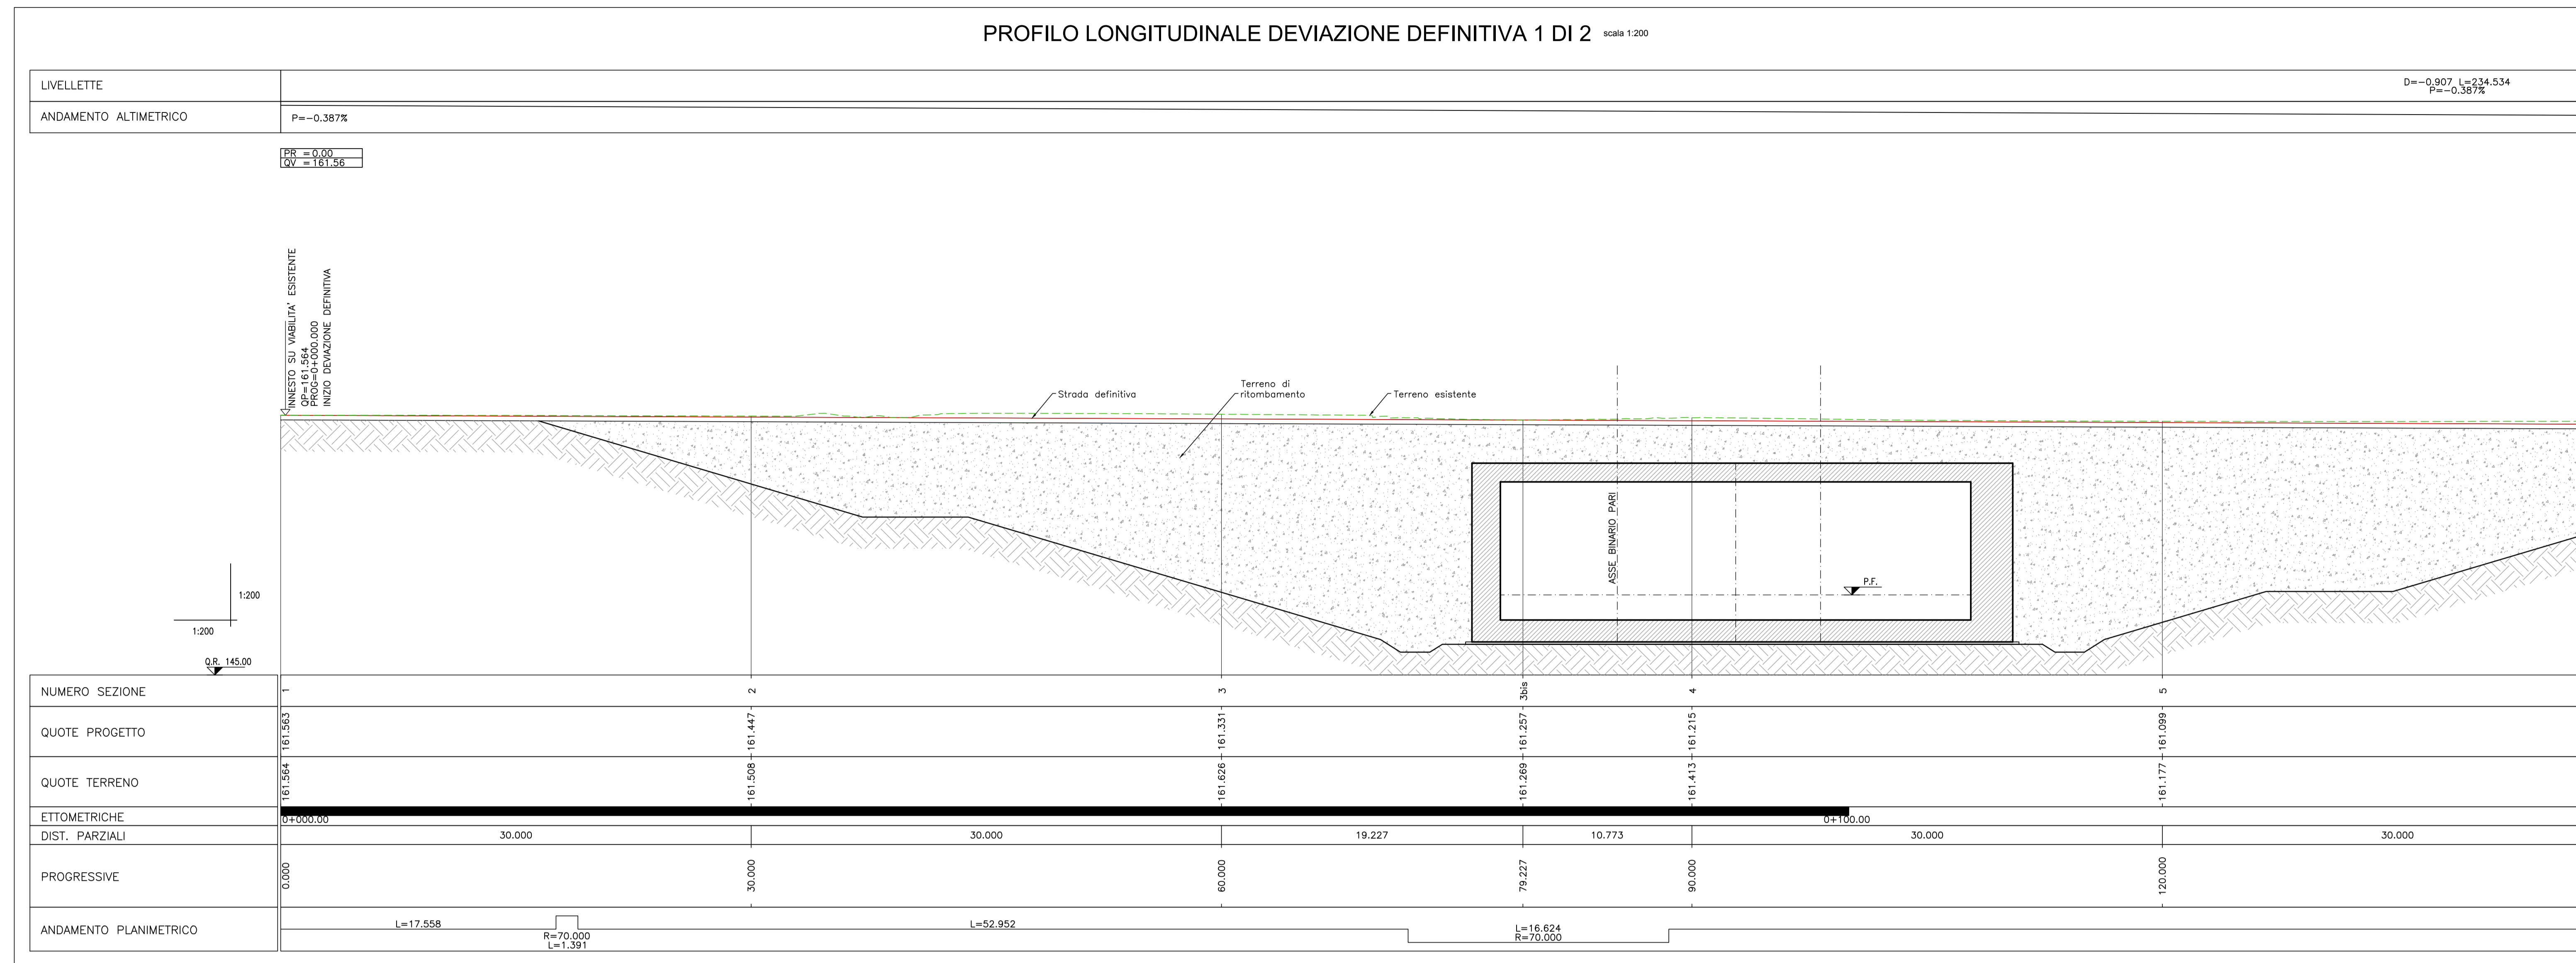 PROFILO LONGITUDINALE DEVIAZIONE DEFINITIVA 1 DI 2 scala 1:200
LIVELLETTE
D=-0.907 L=234.534
P=-0.387%
ANDAMENTO ALTIMETRICO
P=-0.387%
PR = 0.00
QV = 161.56
INNESTO SU VIABILITA' ESISTENTE
QP=161.564
PROG=0+000.000
INIZIO DEVIAZIONE DEFINITIVA
Strada definitiva
Terreno di
ritombamento
Terreno esistente
ASSE BINARIO PARI
P.F.
1:200
1:200
Q.R. 145.00
NUMERO SEZIONE
1 2 3 3bis 4 5
QUOTE PROGETTO
161.563 161.447 161.331 161.257 161.215 161.099
QUOTE TERRENO
161.564 161.508 161.626 161.269 161.413 161.177
ETTOMETRICHE
0+000.00 0+100.00
DIST. PARZIALI
30.000 30.000 19.227 10.773 30.000 30.000
PROGRESSIVE
0.000 30.000 60.000 79.227 90.000 120.000
ANDAMENTO PLANIMETRICO
L=17.558
R=70.000
L=1.391
L=52.952
L=16.624
R=70.000